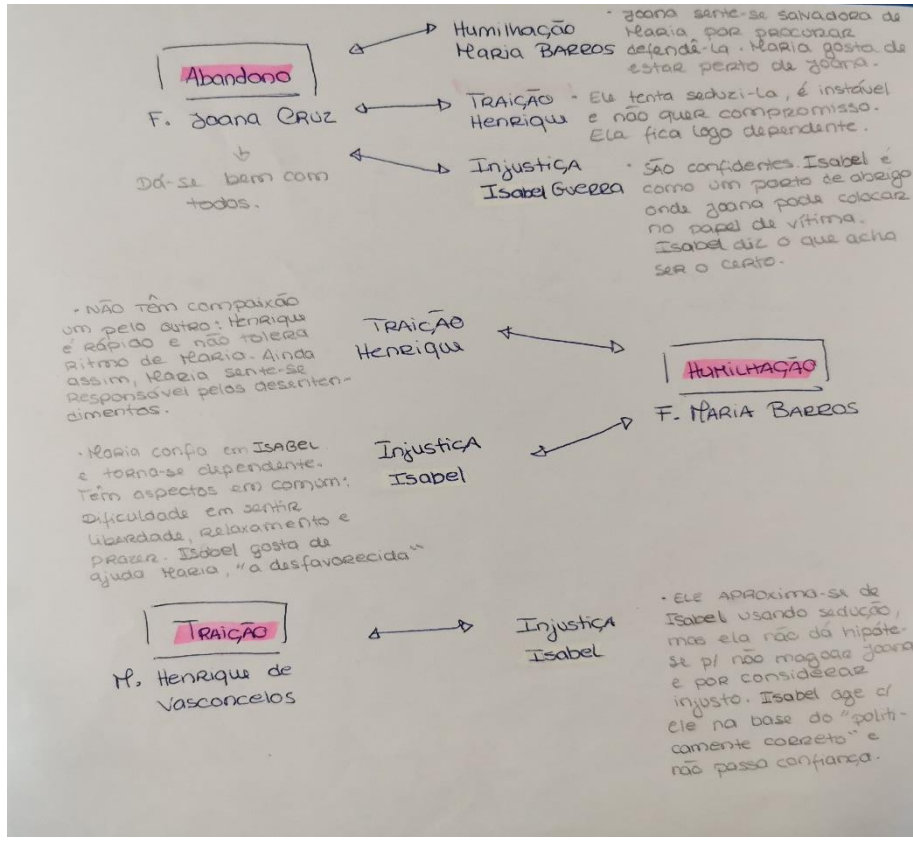 Abandono
F. Joana CRUZ
Dá-se bem com
todos.
Humilhação
Maria BARROS
· Joana sente-se salvadora de
Maria por procurar
defendê-la. Maria gosta de
estar perto de Joana.
TRAIÇÃO
Henrique
· Ele tenta seduzi-la, é instável
e não quer compromisso.
Ela fica logo dependente.
Injustiça
Isabel Guerra
· São confidentes. Isabel é
como um porto de abrigo
onde Joana pode colocar
no papel de vítima.
Isabel diz o que acha
ser o certo.
· NÃO TÊM compaixão
um pelo outro: Henrique
é rápido e não tolera
ritmo de Maria. Ainda
assim, Maria sente-se
responsável pelos desenten-
dimentos.
TRAIÇÃO
Henrique
HUMILHAÇÃO
F. MARIA BARROS
· Maria confia em ISABEL
e torna-se dependente.
Têm aspectos em comum:
Dificuldade em sentir
liberdade, relaxamento e
prazer. Isabel gosta de
ajuda Maria, "a desfavorecida"
Injustiça
Isabel
TRAIÇÃO
M. Henrique de
Vasconcelos
Injustiça
Isabel
· ELE APROxima-se de
Isabel usando sedução,
mas ela não dá hipóte-
se p/ não magoar Joana
e por considerar
injusto. Isabel age c/
ele na base do "politi-
camente correto" e
não passa confiança.